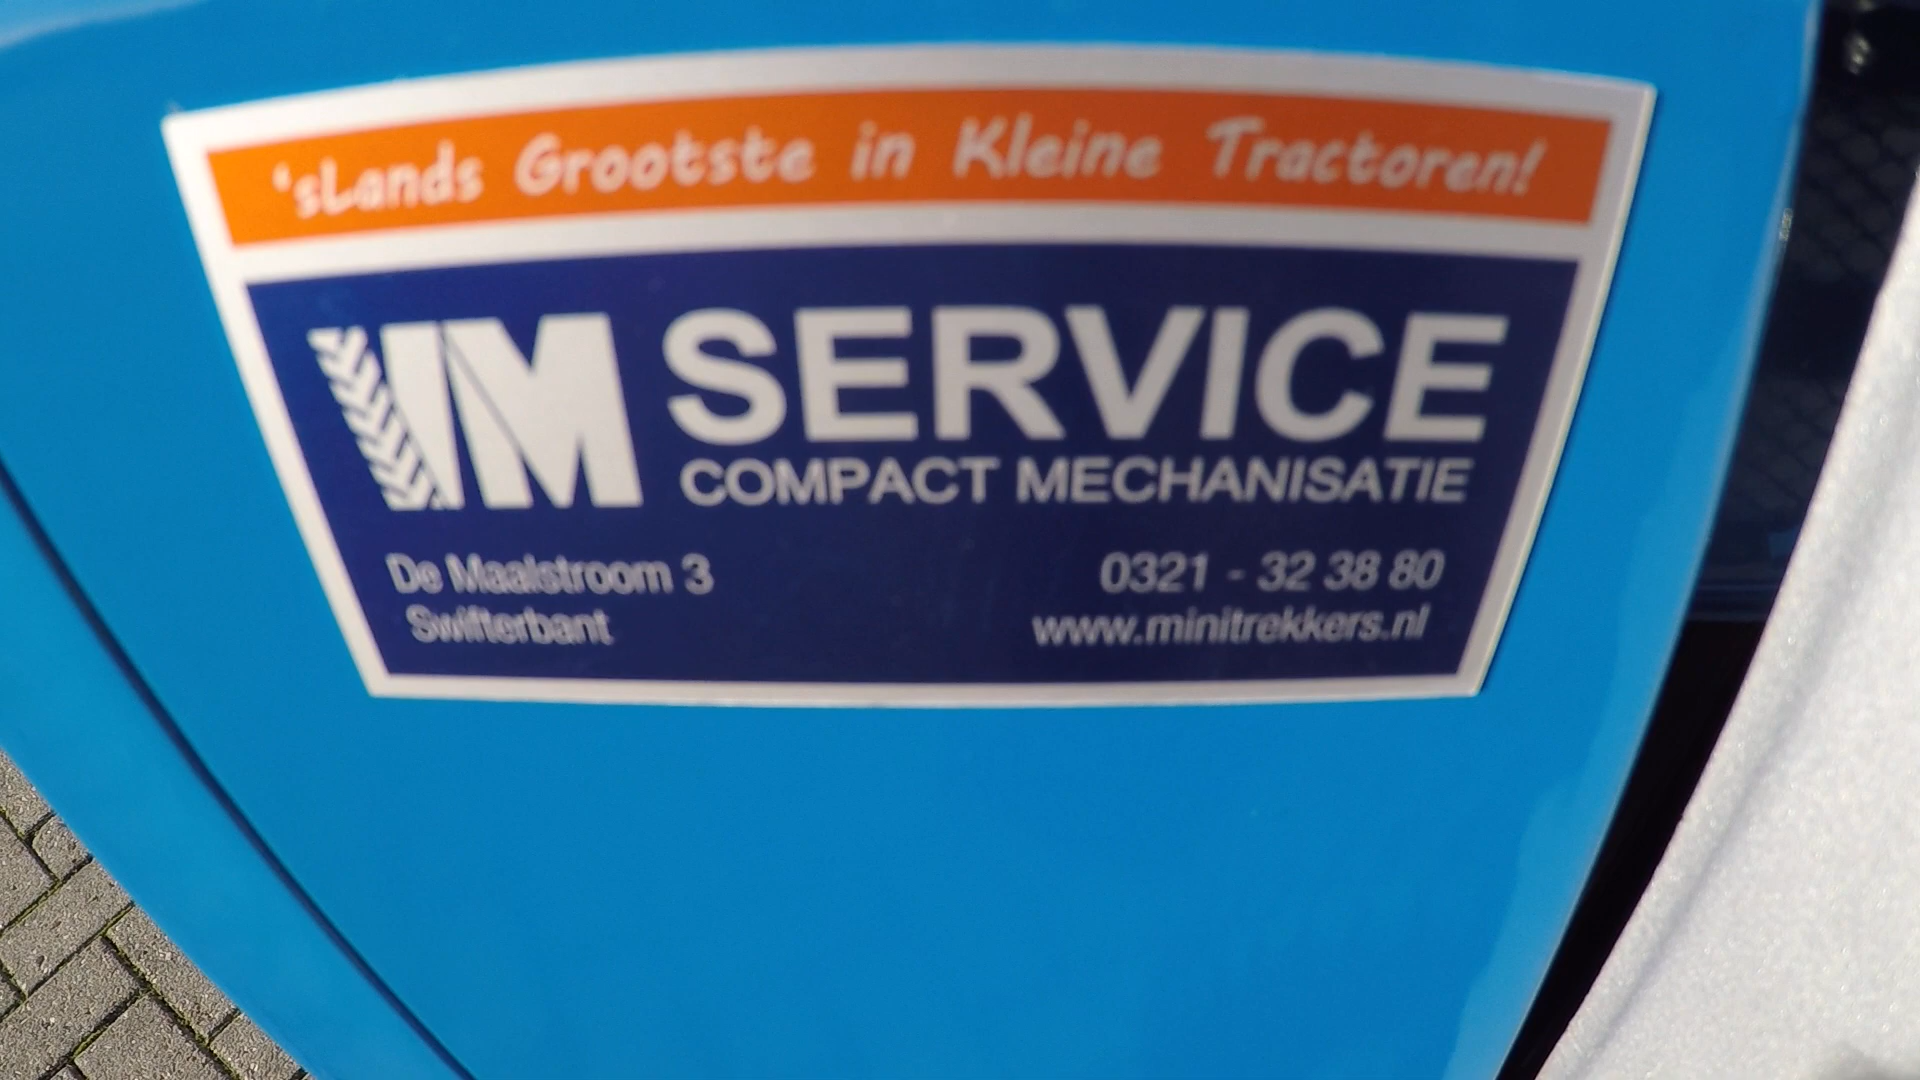 'sLands Grootste in Kleine Tractoren!
IM SERVICE
COMPACT MECHANISATIE
De Maalstroom 3
Swifterbant
0321 - 32 38 80
www.minitrekkers.nl